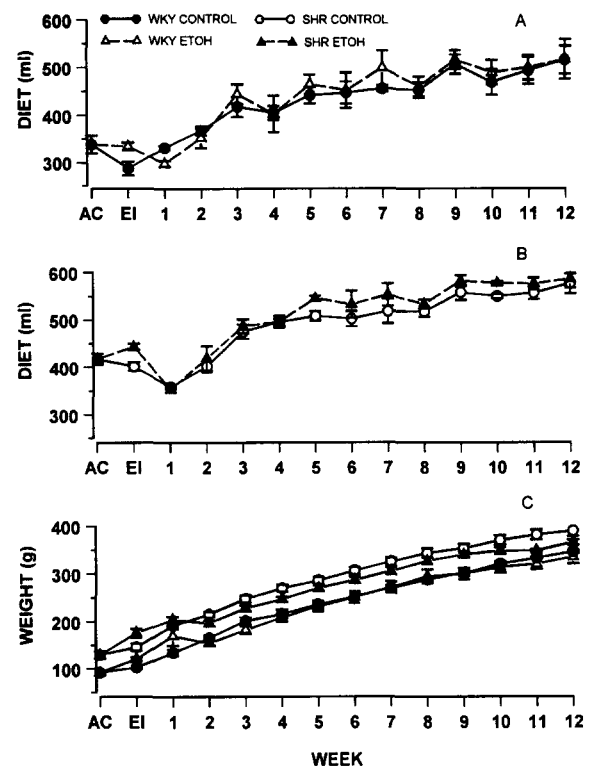 A
WKY CONTROL SHR CONTROL
WKY ETOH SHR ETOH
DIET (ml)
600
500
400
300
AC EI 1 2 3 4 5 6 7 8 9 10 11 12
B
DIET (ml)
600
500
400
300
AC EI 1 2 3 4 5 6 7 8 9 10 11 12
C
WEIGHT (g)
400
300
200
100
AC EI 1 2 3 4 5 6 7 8 9 10 11 12
WEEK